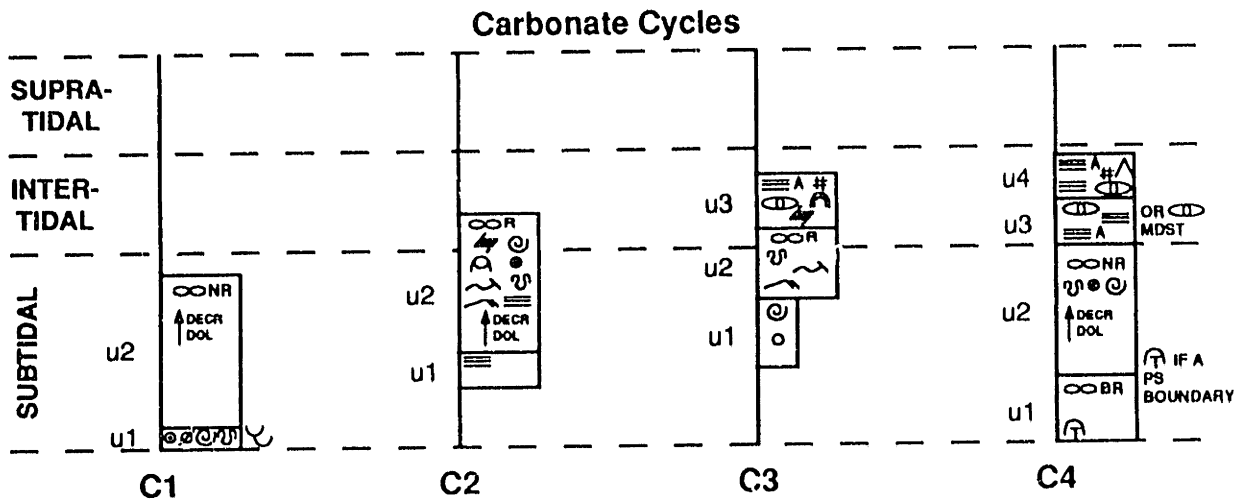 Carbonate Cycles
SUPRA-
TIDAL
INTER-
TIDAL
SUBTIDAL
NR
DECR
DOL
u2
u1
C1
R
u2
DECR
DOL
u1
C2
A #
u3
R
u2
u1
C3
A #
u4
u3
A
OR
MDST
NR
u2
DECR
DOL
T IF A
PS
BOUNDARY
BR
u1
T
C4